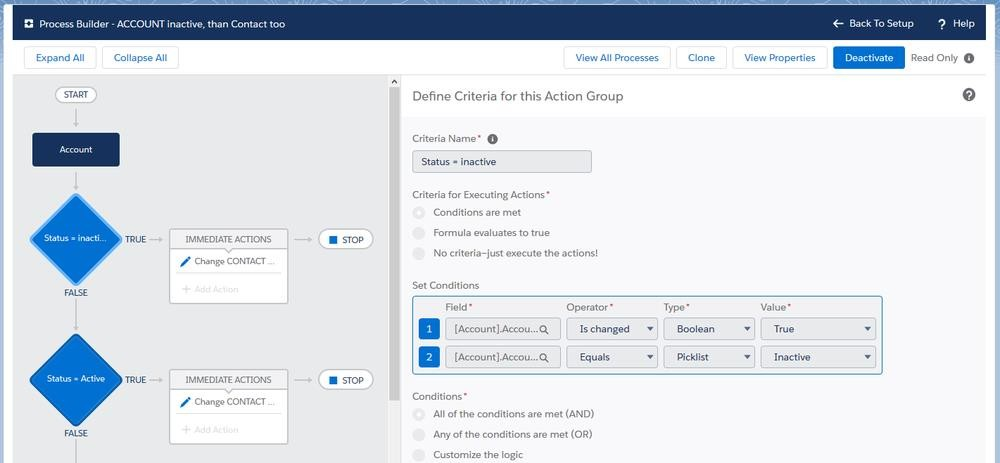 Process Builder - ACCOUNT inactive, than Contact too
Back To Setup
? Help
Expand All
Collapse All
View All Processes
Clone
View Properties
Deactivate
Read Only
START
Account
Status = inacti...
TRUE
IMMEDIATE ACTIONS
STOP
Change CONTACT ...
+ Add Action
FALSE
Status = Active
TRUE
IMMEDIATE ACTIONS
STOP
Change CONTACT ...
+ Add Action
FALSE
Define Criteria for this Action Group
Criteria Name*
Status = inactive
Criteria for Executing Actions*
Conditions are met
Formula evaluates to true
No criteria—just execute the actions!
Set Conditions
Field* Operator* Type* Value*
1 [Account].Accou... Is changed Boolean True
2 [Account].Accou... Equals Picklist Inactive
Conditions*
All of the conditions are met (AND)
Any of the conditions are met (OR)
Customize the logic